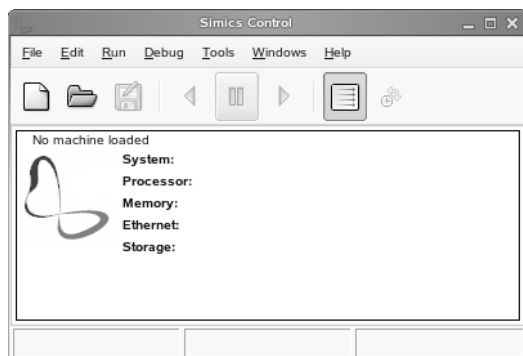 Simics Control
File Edit Run Debug Tools Windows Help
No machine loaded
System:
Processor:
Memory:
Ethernet:
Storage: